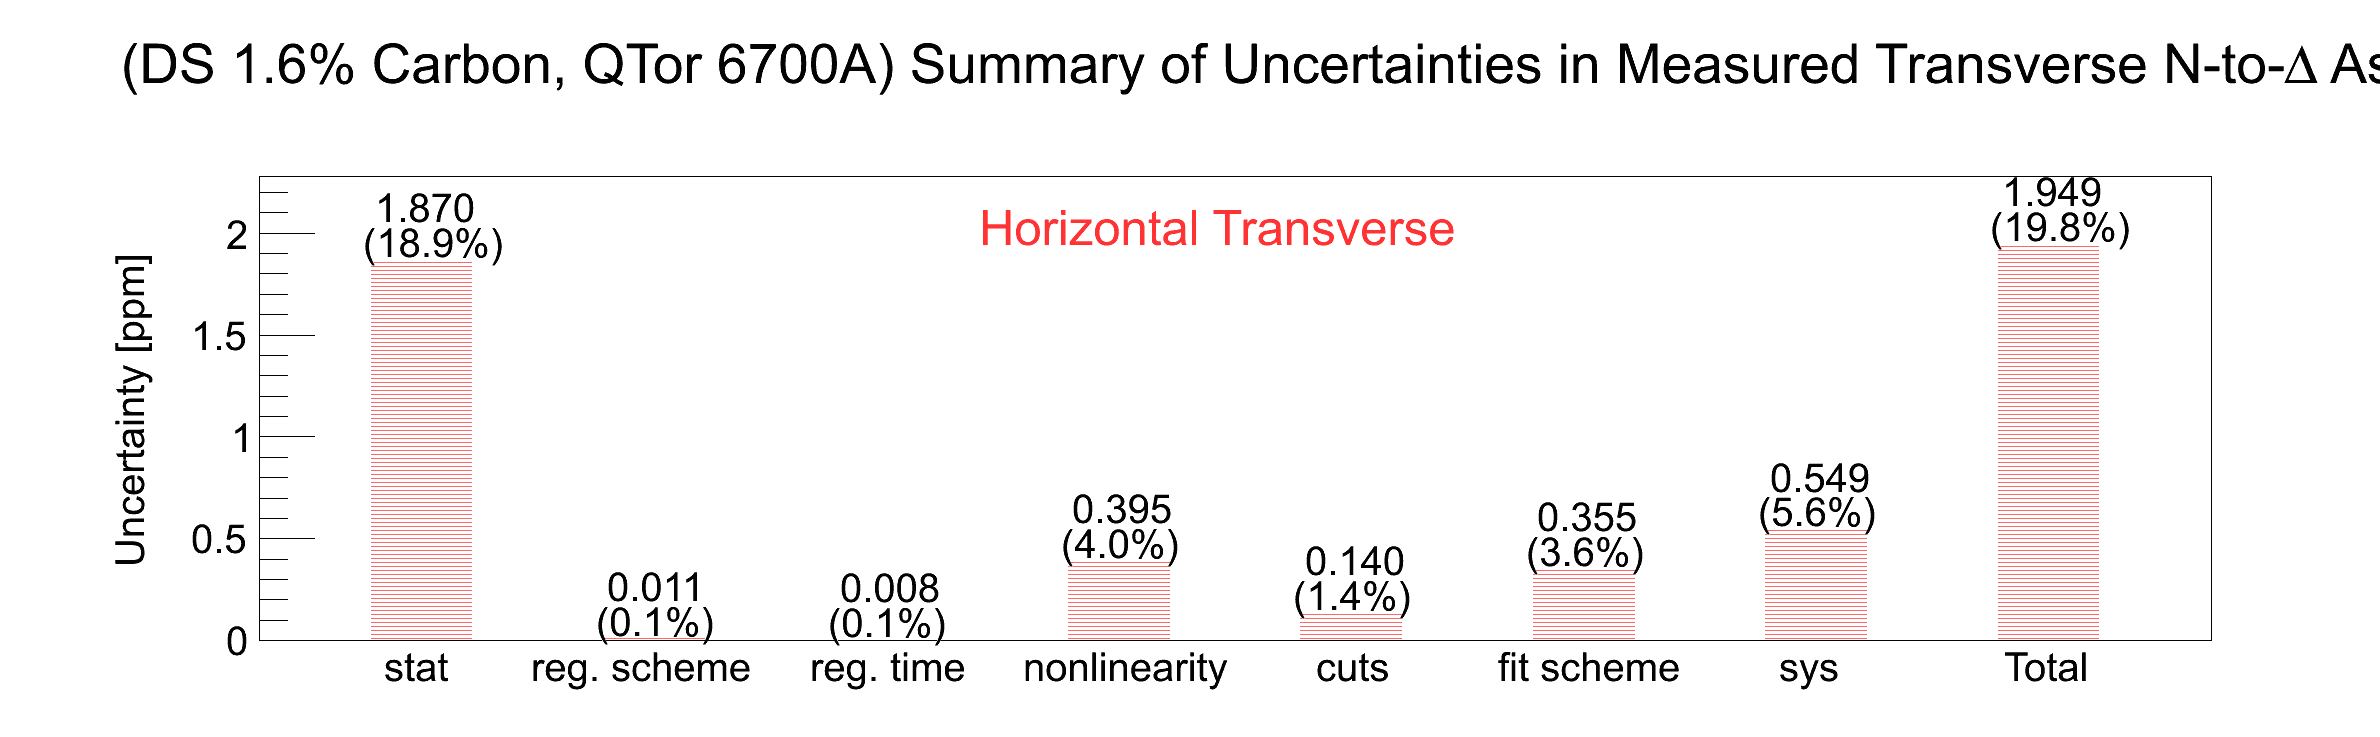 (DS 1.6% Carbon, QTor 6700A) Summary of Uncertainties in Measured Transverse N-to-Δ As
Horizontal Transverse
Uncertainty [ppm]
2
1.5
1
0.5
0
1.870
(18.9%)
0.011
(0.1%)
0.008
(0.1%)
0.395
(4.0%)
0.140
(1.4%)
0.355
(3.6%)
0.549
(5.6%)
1.949
(19.8%)
stat
reg. scheme
reg. time
nonlinearity
cuts
fit scheme
sys
Total